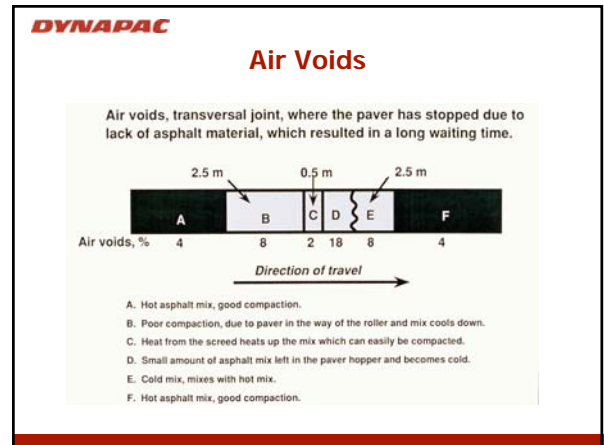 DYNAPAC
Air Voids
Air voids, transversal joint, where the paver has stopped due to
lack of asphalt material, which resulted in a long waiting time.
2.5 m 0.5 m 2.5 m
A B C D E F
Air voids, % 4 8 2 18 8 4
Direction of travel
A. Hot asphalt mix, good compaction.
B. Poor compaction, due to paver in the way of the roller and mix cools down.
C. Heat from the screed heats up the mix which can easily be compacted.
D. Small amount of asphalt mix left in the paver hopper and becomes cold.
E. Cold mix, mixes with hot mix.
F. Hot asphalt mix, good compaction.